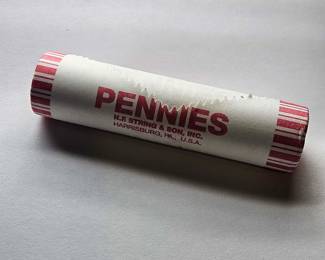 PENNIES
N.F. STRING & SON, INC.
HARRISBURG, PA., U.S.A.